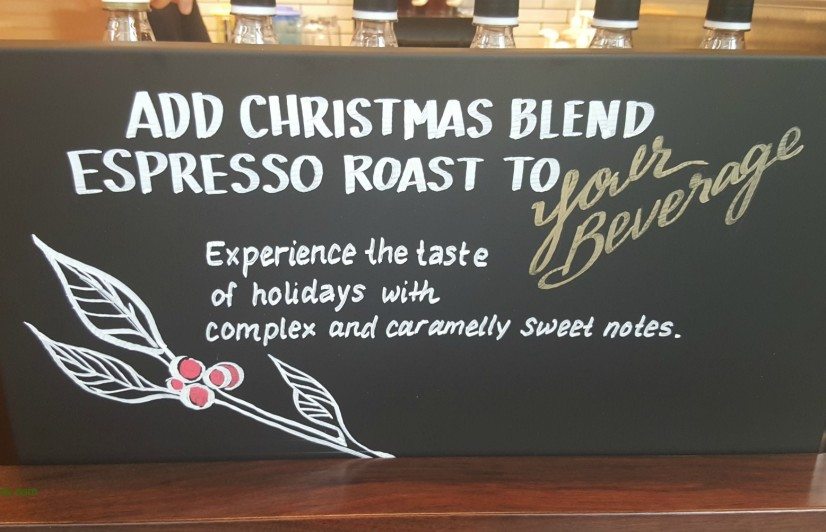 ADD CHRISTMAS BLEND
ESPRESSO ROAST TO your
Beverage
Experience the taste
of holidays with
complex and caramelly sweet notes.